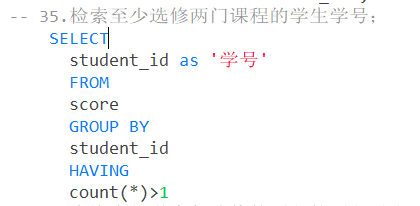 -- 35.检索至少选修两门课程的学生学号;
SELECT
student_id as '学号'
FROM
score
GROUP BY
student_id
HAVING
count(*)>1